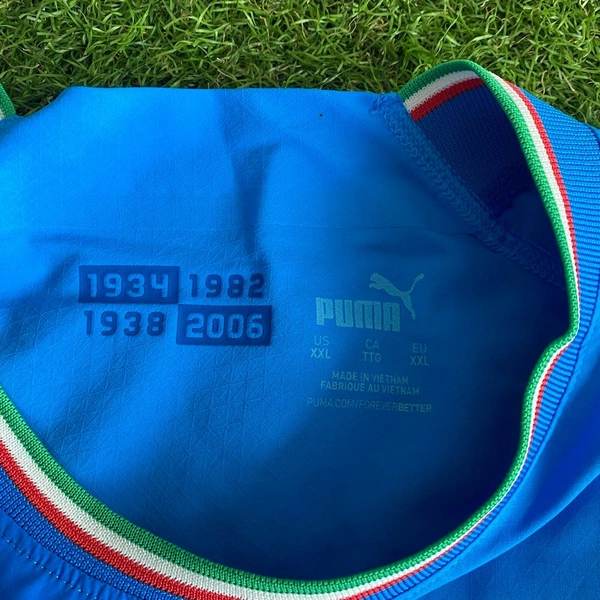 1934 1982
1938 2006
PUMA
US CA EU
XXL TTG XXL
MADE IN VIETNAM
FABRIQUÉ AU VIETNAM
PUMA.COM/FOREVERBETTER